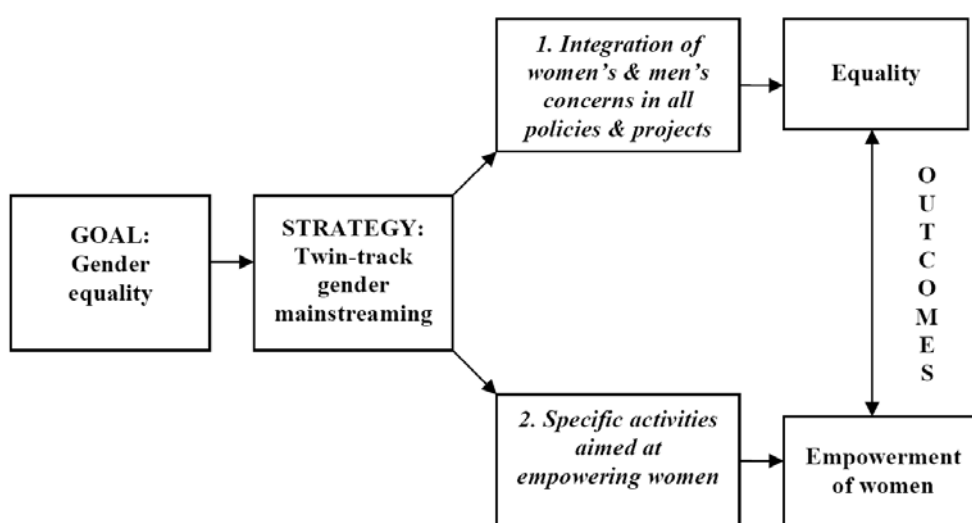 1. Integration of
women’s & men’s
concerns in all
policies & projects
Equality
GOAL:
Gender
equality
STRATEGY:
Twin-track
gender
mainstreaming
OUTCOMES
2. Specific activities
aimed at
empowering women
Empowerment
of women